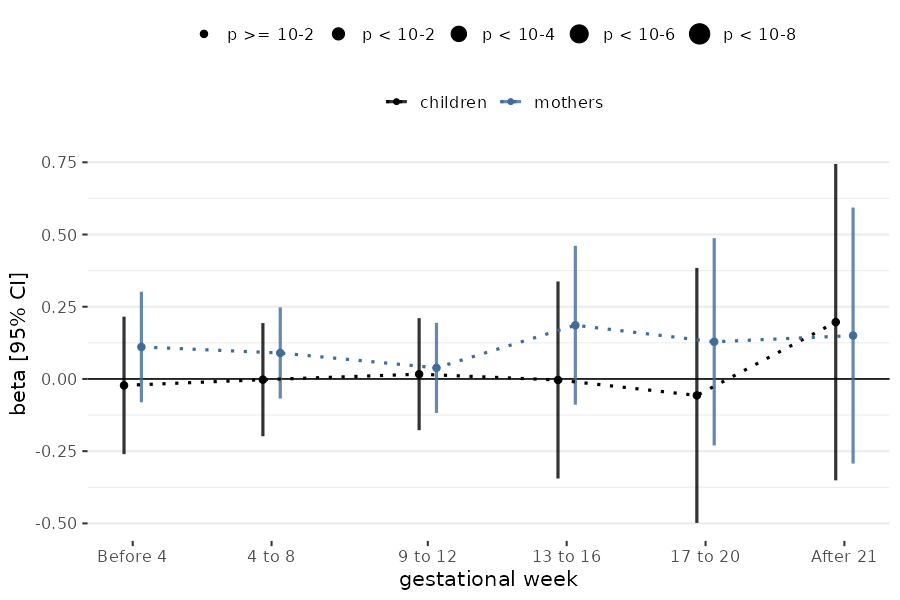 p >= 10-2 p < 10-2 p < 10-4 p < 10-6 p < 10-8
children mothers
0.75
0.50
0.25
0.00
-0.25
-0.50
beta [95% CI]
Before 4 4 to 8 9 to 12 13 to 16 17 to 20 After 21
gestational week